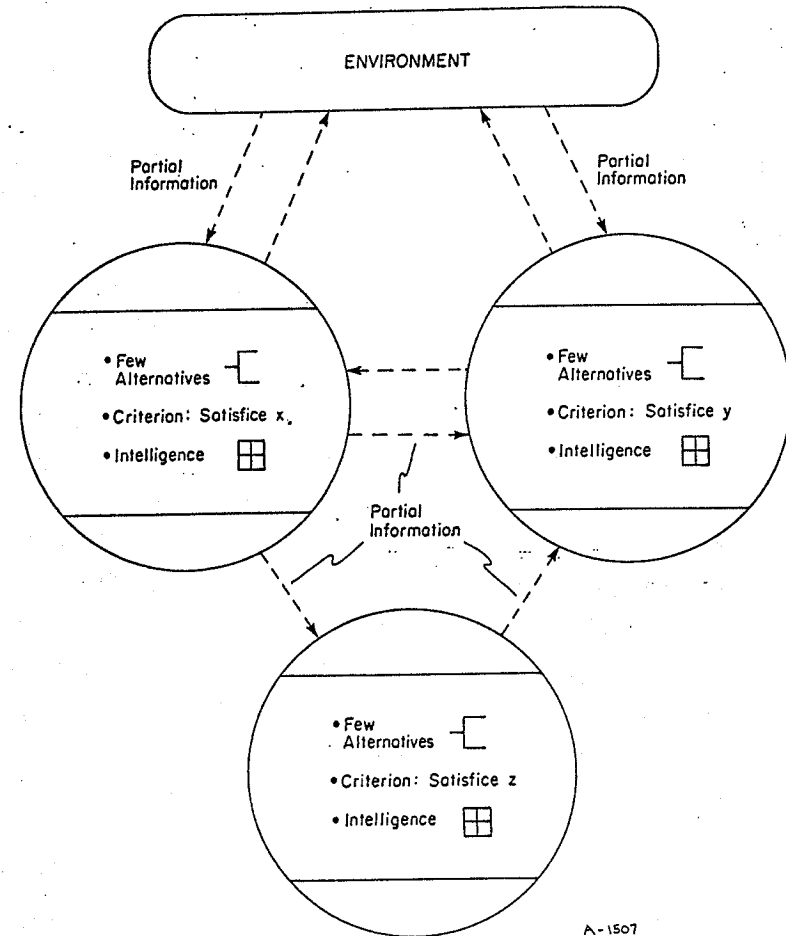 ENVIRONMENT
Partial
Information
Partial
Information
• Few
Alternatives
• Criterion: Satisfice x.
• Intelligence
• Few
Alternatives
• Criterion: Satisfice y
• Intelligence
Partial
Information
• Few
Alternatives
• Criterion: Satisfice z
• Intelligence
A-1507